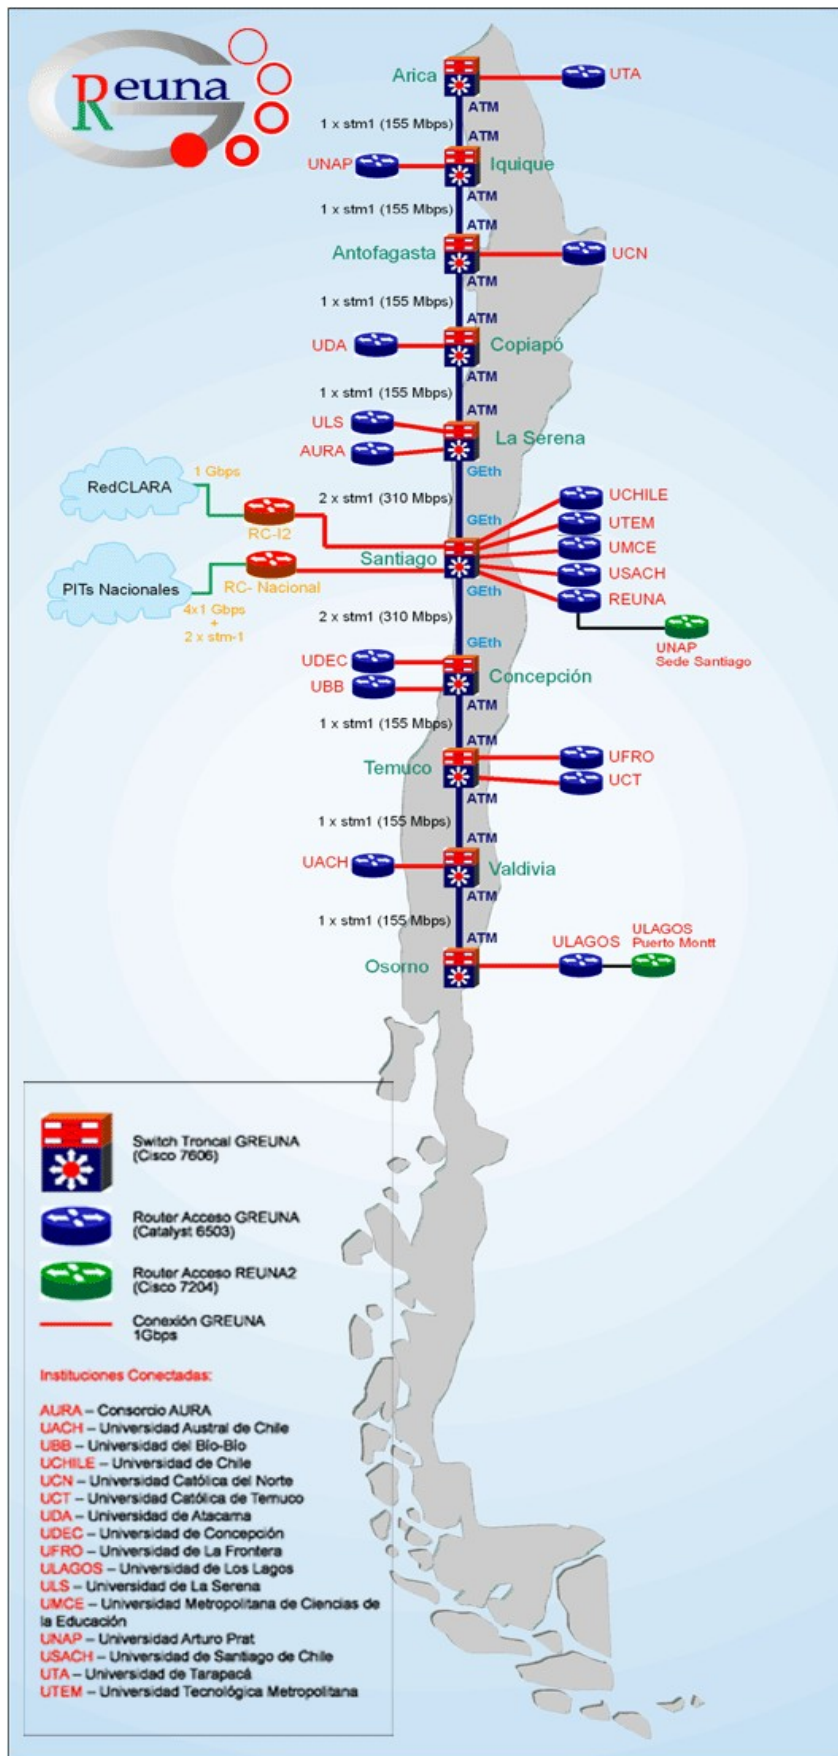 Reuna
G
Arica
UTA
ATM
1 x stm1 (155 Mbps)
ATM
UNAP
Iquique
ATM
1 x stm1 (155 Mbps)
ATM
Antofagasta
UCN
ATM
1 x stm1 (155 Mbps)
ATM
UDA
Copiapó
ATM
1 x stm1 (155 Mbps)
ATM
ULS
AURA
La Serena
GEth
1 Gbps
RedCLARA
2 x stm1 (310 Mbps)
GEth
UCHILE
UTEM
RC-I2
UMCE
Santiago
USACH
PITs Nacionales
RC- Nacional
GEth
REUNA
4x1 Gbps
+
2 x stm-1
2 x stm1 (310 Mbps)
GEth
UNAP
Sede Santiago
UDEC
UBB
Concepción
ATM
1 x stm1 (155 Mbps)
ATM
Temuco
UFRO
UCT
ATM
1 x stm1 (155 Mbps)
ATM
UACH
Valdivia
ATM
1 x stm1 (155 Mbps)
ATM
Osorno
ULAGOS
ULAGOS
Puerto Montt
Switch Troncal GREUNA
(Cisco 7606)
Router Acceso GREUNA
(Catalyst 6503)
Router Acceso REUNA2
(Cisco 7204)
Conexión GREUNA
1Gbps
Instituciones Conectadas:
AURA – Consorcio AURA
UACH – Universidad Austral de Chile
UBB – Universidad del Bío-Bío
UCHILE – Universidad de Chile
UCN – Universidad Católica del Norte
UCT – Universidad Católica de Temuco
UDA – Universidad de Atacama
UDEC – Universidad de Concepción
UFRO – Universidad de La Frontera
ULAGOS – Universidad de Los Lagos
ULS – Universidad de La Serena
UMCE – Universidad Metropolitana de Ciencias de
la Educación
UNAP – Universidad Arturo Prat
USACH – Universidad de Santiago de Chile
UTA – Universidad de Tarapacá
UTEM – Universidad Tecnológica Metropolitana